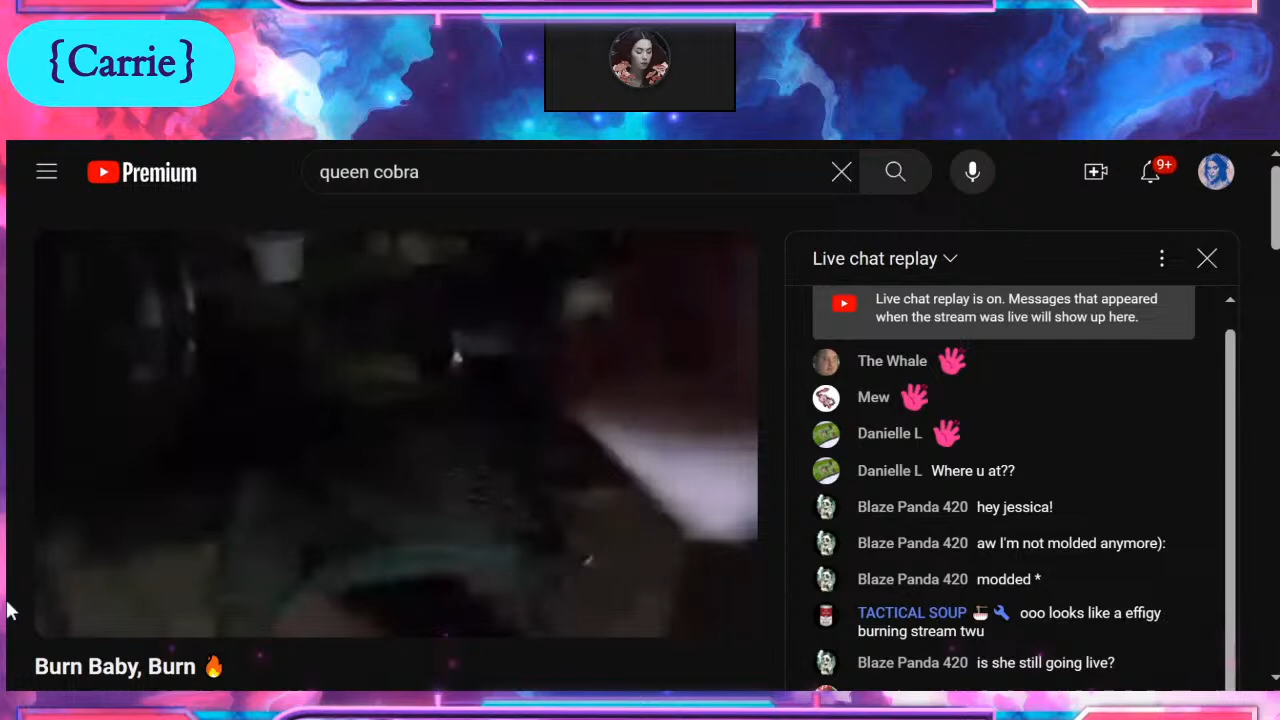 {Carrie}
Premium
queen cobra
9+
Live chat replay
Live chat replay is on. Messages that appeared
when the stream was live will show up here.
The Whale
Mew
Danielle L
Danielle L Where u at??
Blaze Panda 420 hey jessica!
Blaze Panda 420 aw I'm not molded anymore):
Blaze Panda 420 modded *
TACTICAL SOUP ooo looks like a effigy
burning stream twu
Blaze Panda 420 is she still going live?
Burn Baby, Burn 🔥